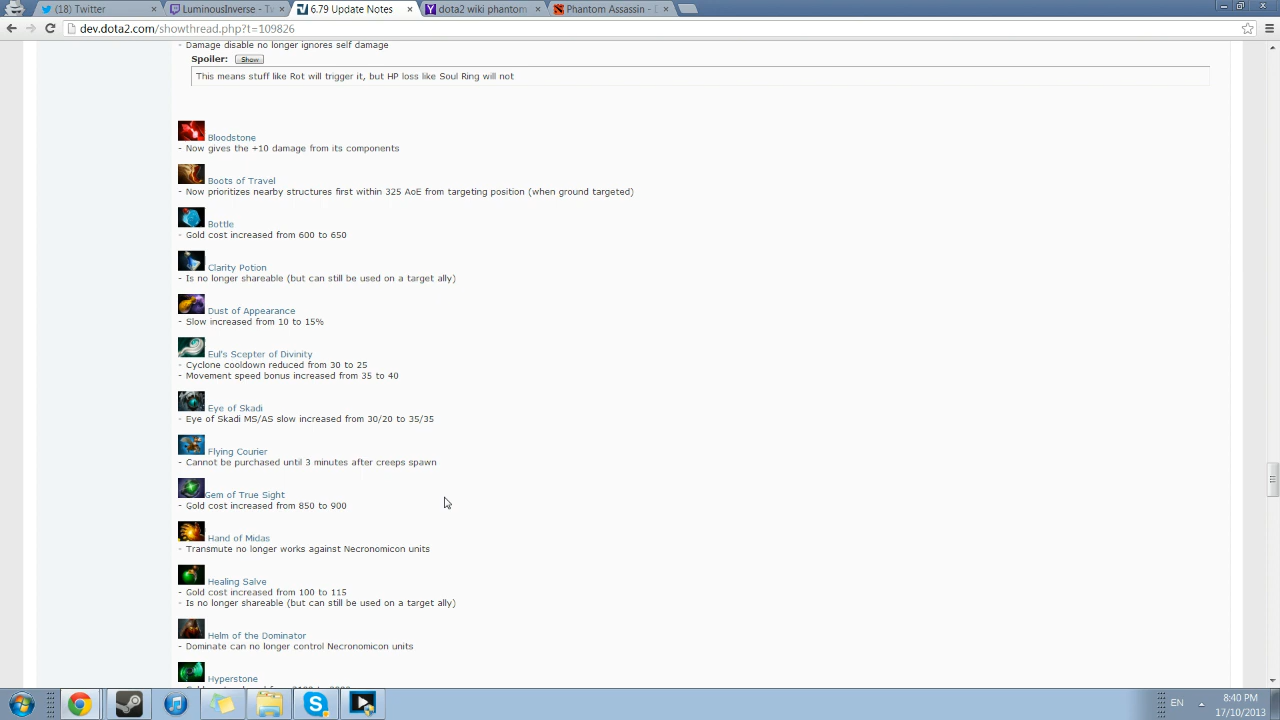 (18) Twitter
LuminousInverse - Tw
6.79 Update Notes
dota2 wiki phantom
Phantom Assassin - D
dev.dota2.com/showthread.php?t=109826
- Damage disable no longer ignores self damage
Spoiler: Show
This means stuff like Rot will trigger it, but HP loss like Soul Ring will not
Bloodstone
- Now gives the +10 damage from its components
Boots of Travel
- Now prioritizes nearby structures first within 325 AoE from targeting position (when ground targeted)
Bottle
- Gold cost increased from 600 to 650
Clarity Potion
- Is no longer shareable (but can still be used on a target ally)
Dust of Appearance
- Slow increased from 10 to 15%
Eul's Scepter of Divinity
- Cyclone cooldown reduced from 30 to 25
- Movement speed bonus increased from 35 to 40
Eye of Skadi
- Eye of Skadi MS/AS slow increased from 30/20 to 35/35
Flying Courier
- Cannot be purchased until 3 minutes after creeps spawn
Gem of True Sight
- Gold cost increased from 850 to 900
Hand of Midas
- Transmute no longer works against Necronomicon units
Healing Salve
- Gold cost increased from 100 to 115
- Is no longer shareable (but can still be used on a target ally)
Helm of the Dominator
- Dominate can no longer control Necronomicon units
Hyperstone
EN
8:40 PM
17/10/2013